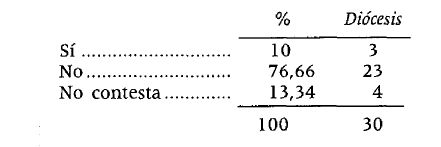 % Diócesis
Sí ............................ 10 3
No ........................... 76,66 23
No contesta ............. 13,34 4
100 30